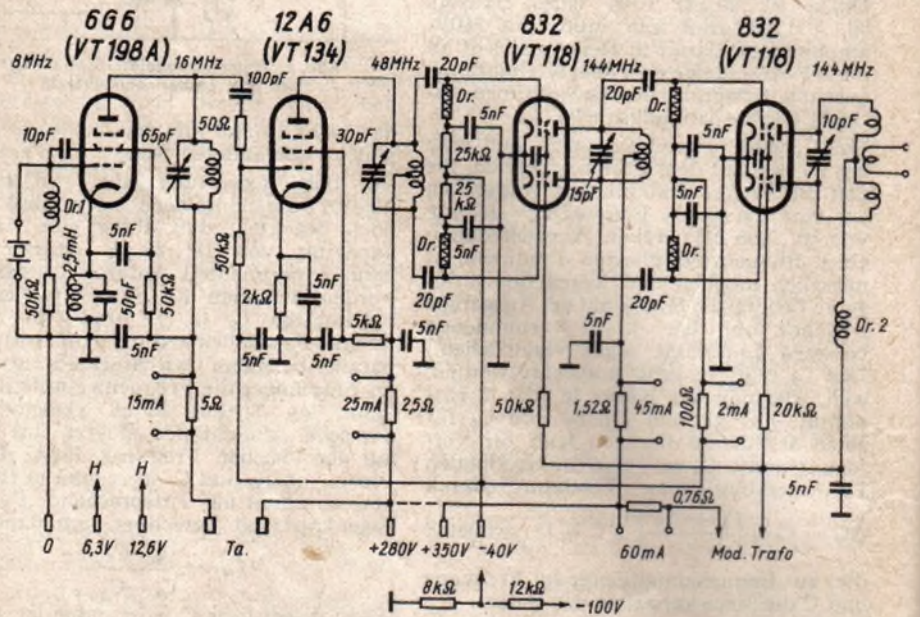 6G6 12A6 832 832
(VT198A) (VT134) (VT118) (VT118)
8MHz 16MHz 100pF 48MHz 20pF 144MHz 20pF 144MHz
10pF 65pF 50Ω 30pF Dr. 5nF 25kΩ 15pF Dr. 5nF 10pF
Dr.1 25 kΩ 5nF
50kΩ 2,5mH 5nF 50pF 50kΩ 50kΩ 2kΩ 5nF Dr. 5nF Dr.
5kΩ 5nF 20pF 20pF Dr. 2
5nF 5nF 5nF 5nF
15mA 5Ω 25mA 2,5Ω 50kΩ 1,52Ω 45mA 100Ω 2mA 20kΩ
H H 0,76Ω 5nF
0 6,3V 12,6V Ta. +280V +350V -40V 60mA Mod. Trafo
8kΩ 12kΩ -100V